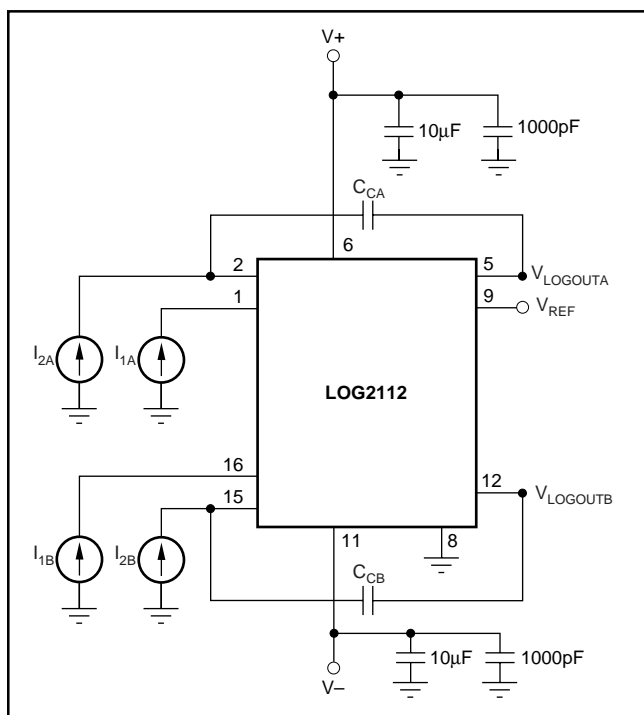 V+
10μF
1000pF
C_CA
6
2
5
V_LOGOUTA
1
9
V_REF
I_2A
I_1A
LOG2112
16
12
V_LOGOUTB
15
11
8
I_1B
I_2B
C_CB
10μF
1000pF
V–